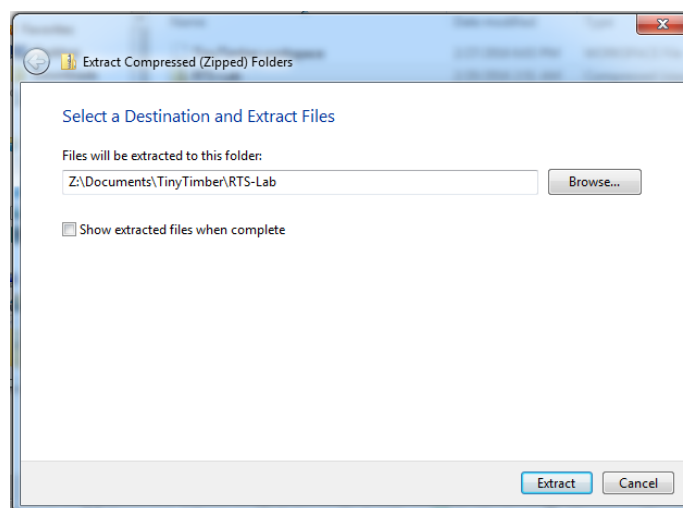 Extract Compressed (Zipped) Folders
Select a Destination and Extract Files
Files will be extracted to this folder:
Z:\Documents\TinyTimber\RTS-Lab
Browse...
Show extracted files when complete
Extract
Cancel